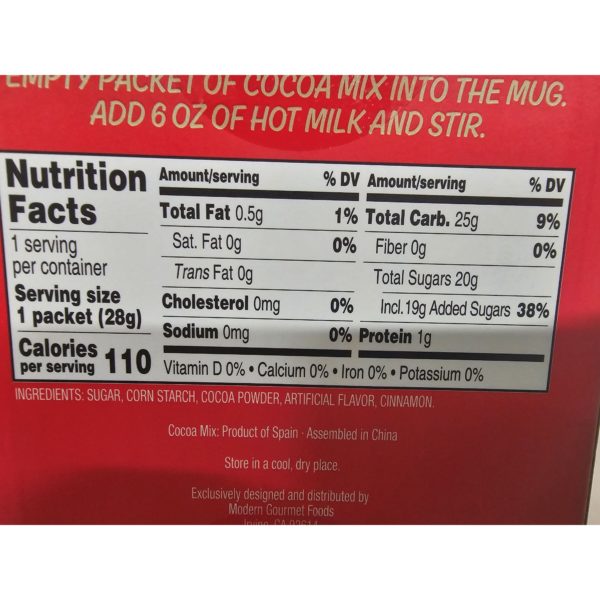 EMPTY PACKET OF COCOA MIX INTO THE MUG.
ADD 6 OZ OF HOT MILK AND STIR.
Nutrition
Facts
1 serving
per container
Serving size
1 packet (28g)
Calories
per serving 110
Amount/serving % DV
Total Fat 0.5g 1%
Sat. Fat 0g 0%
Trans Fat 0g
Cholesterol 0mg 0%
Sodium 0mg 0%
Amount/serving % DV
Total Carb. 25g 9%
Fiber 0g 0%
Total Sugars 20g
Incl. 19g Added Sugars 38%
Protein 1g
Vitamin D 0% • Calcium 0% • Iron 0% • Potassium 0%
INGREDIENTS: SUGAR, CORN STARCH, COCOA POWDER, ARTIFICIAL FLAVOR, CINNAMON.
Cocoa Mix: Product of Spain · Assembled in China
Store in a cool, dry place.
Exclusively designed and distributed by
Modern Gourmet Foods
Irvine, CA 92614